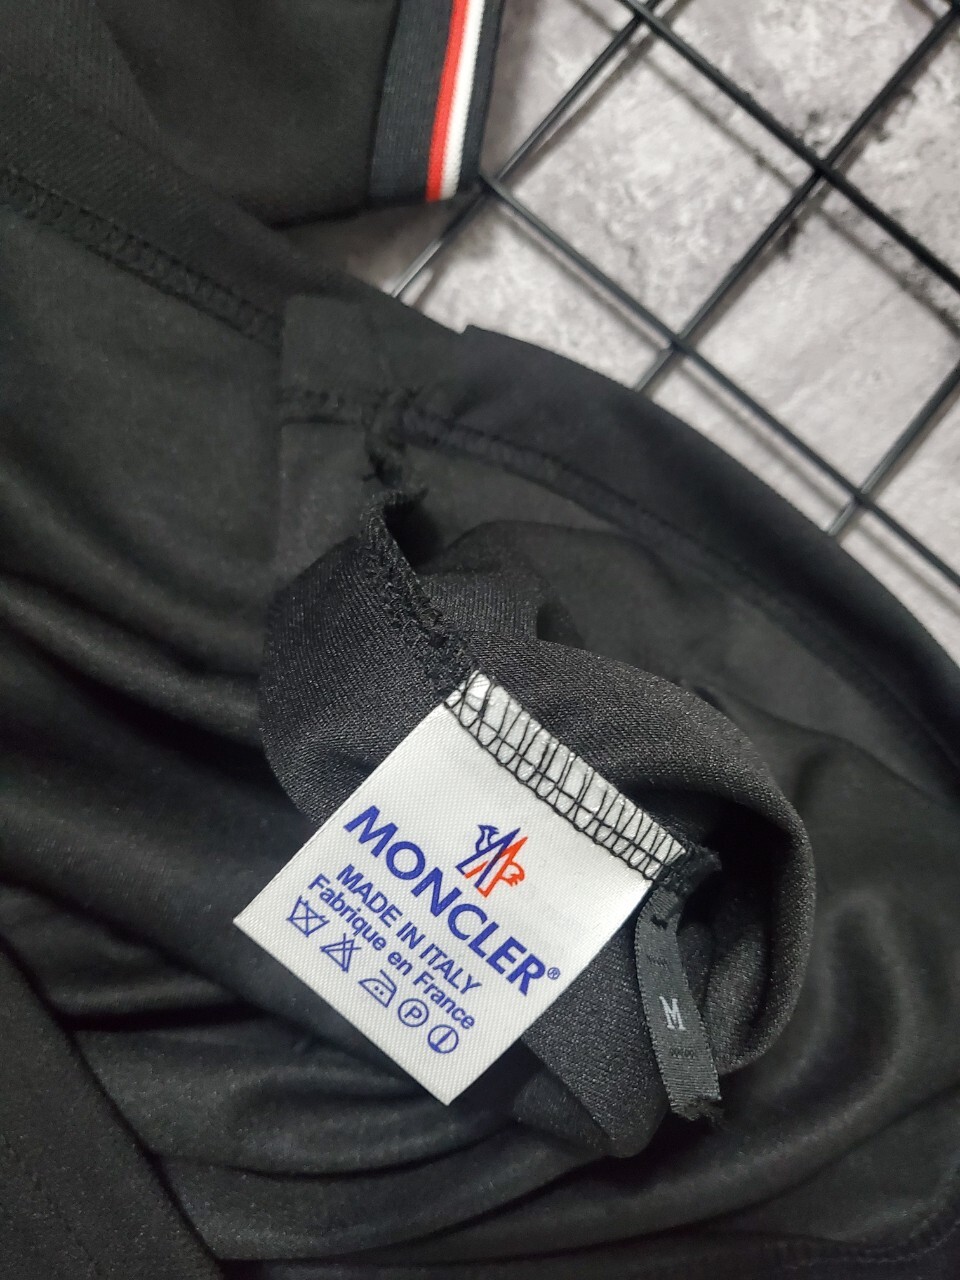 MONCLER®
MADE IN ITALY
Fabrique en France
P
M